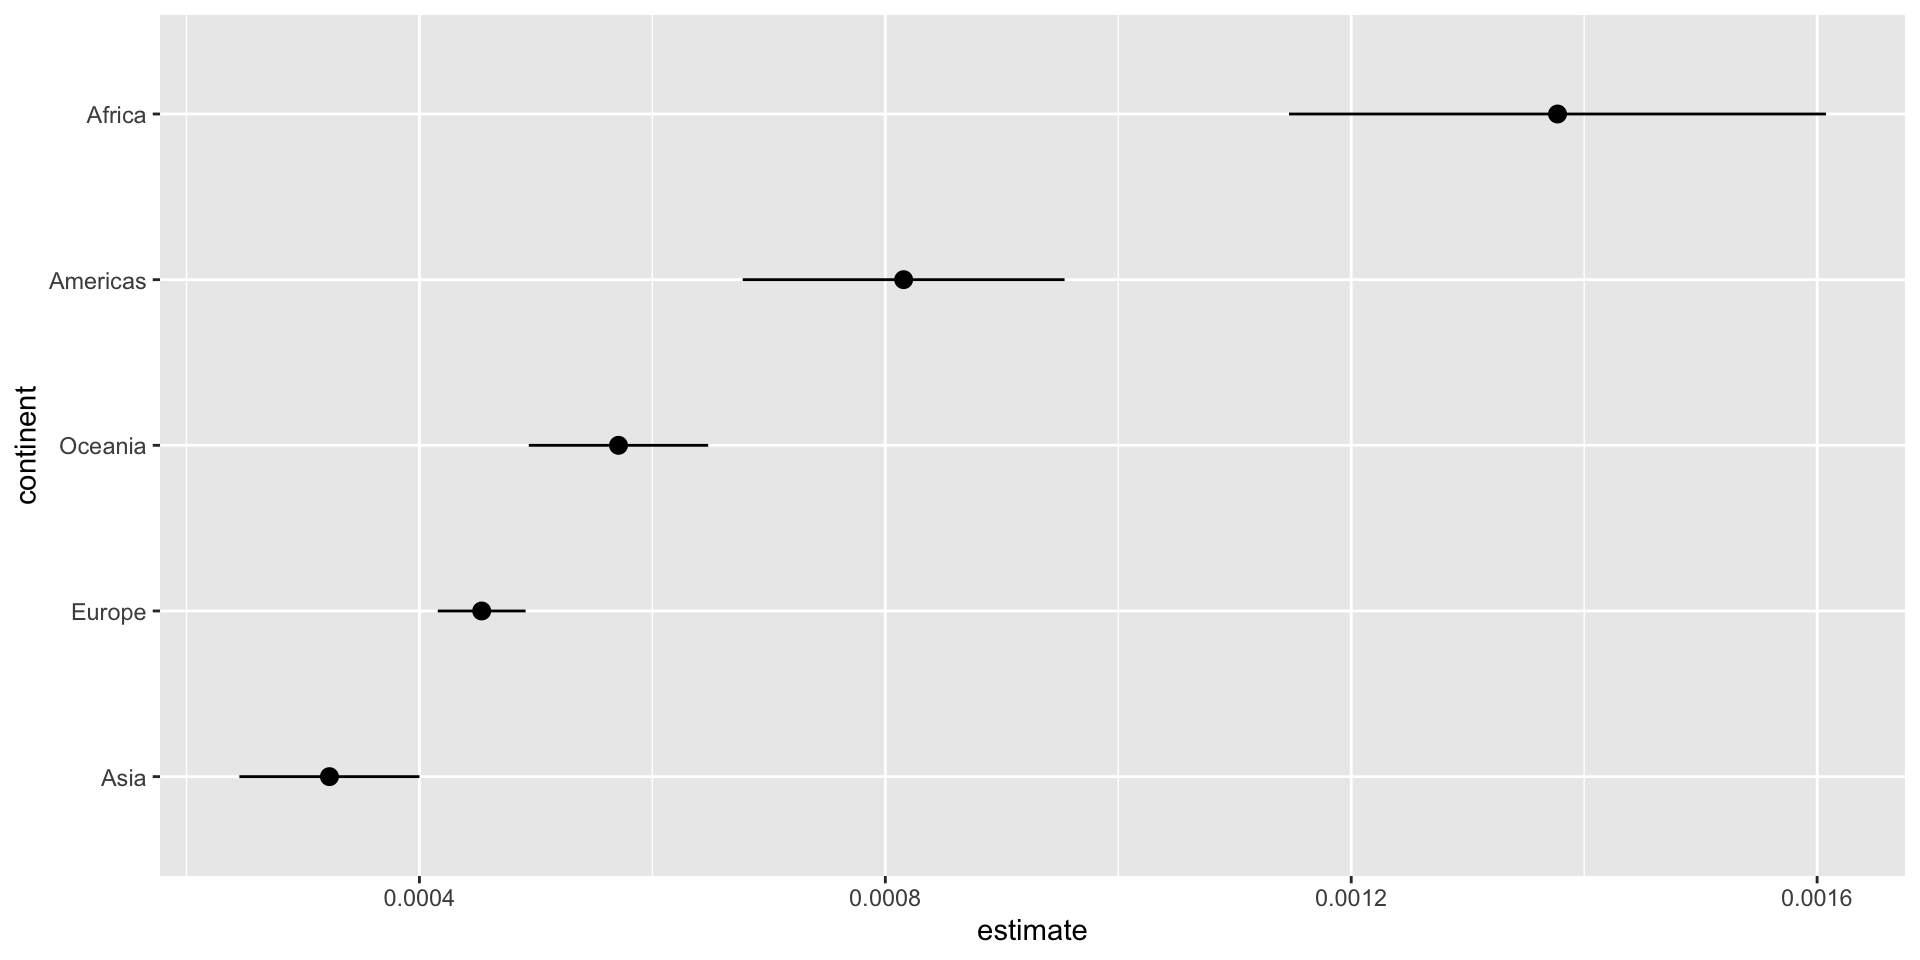 Africa
Americas
Oceania
Europe
Asia
continent
0.0004 0.0008 0.0012 0.0016
estimate